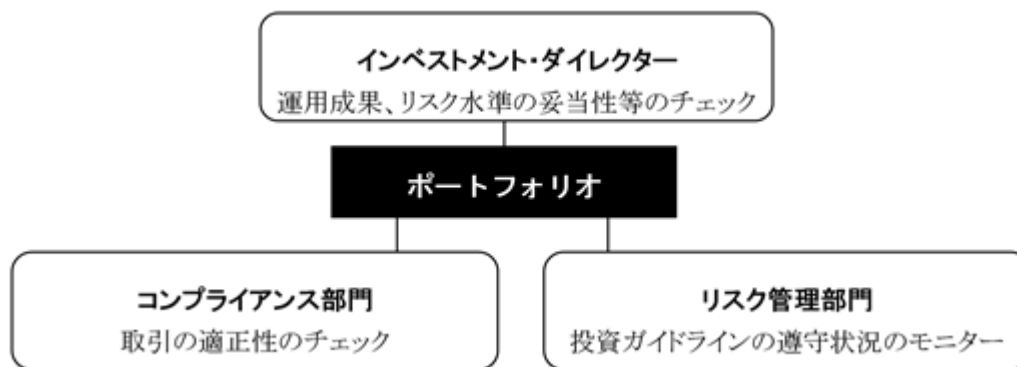 インベストメント・ダイレクター
運用成果、リスク水準の妥当性等のチェック
ポートフォリオ
コンプライアンス部門
取引の適正性のチェック
リスク管理部門
投資ガイドラインの遵守状況のモニター